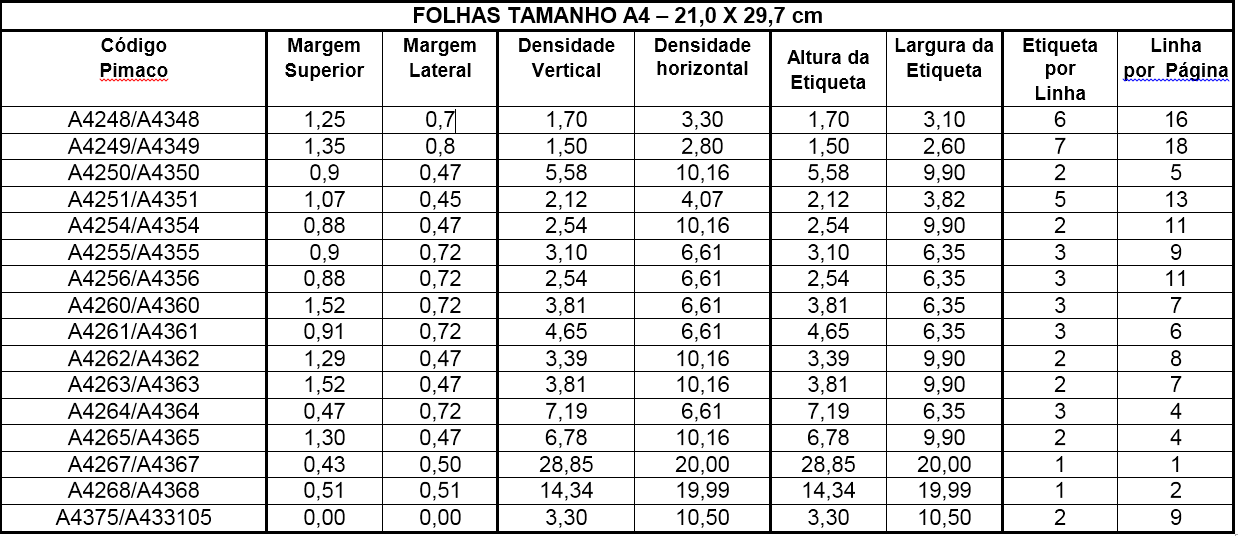 FOLHAS TAMANHO A4 – 21,0 X 29,7 cm
Código Pimaco Margem Superior Margem Lateral Densidade Vertical Densidade horizontal Altura da Etiqueta Largura da Etiqueta Etiqueta por Linha Linha por Página
A4248/A4348 1,25 0,7 1,70 3,30 1,70 3,10 6 16
A4249/A4349 1,35 0,8 1,50 2,80 1,50 2,60 7 18
A4250/A4350 0,9 0,47 5,58 10,16 5,58 9,90 2 5
A4251/A4351 1,07 0,45 2,12 4,07 2,12 3,82 5 13
A4254/A4354 0,88 0,47 2,54 10,16 2,54 9,90 2 11
A4255/A4355 0,9 0,72 3,10 6,61 3,10 6,35 3 9
A4256/A4356 0,88 0,72 2,54 6,61 2,54 6,35 3 11
A4260/A4360 1,52 0,72 3,81 6,61 3,81 6,35 3 7
A4261/A4361 0,91 0,72 4,65 6,61 4,65 6,35 3 6
A4262/A4362 1,29 0,47 3,39 10,16 3,39 9,90 2 8
A4263/A4363 1,52 0,47 3,81 10,16 3,81 9,90 2 7
A4264/A4364 0,47 0,72 7,19 6,61 7,19 6,35 3 4
A4265/A4365 1,30 0,47 6,78 10,16 6,78 9,90 2 4
A4267/A4367 0,43 0,50 28,85 20,00 28,85 20,00 1 1
A4268/A4368 0,51 0,51 14,34 19,99 14,34 19,99 1 2
A4375/A433105 0,00 0,00 3,30 10,50 3,30 10,50 2 9